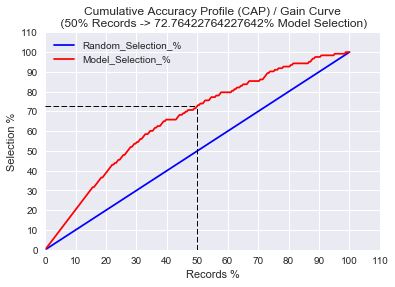 Cumulative Accuracy Profile (CAP) / Gain Curve
(50% Records -> 72.76422764227642% Model Selection)
110
100
90
80
70
60
50
40
30
20
10
0
Selection %
Random_Selection_%
Model_Selection_%
0 10 20 30 40 50 60 70 80 90 100 110
Records %